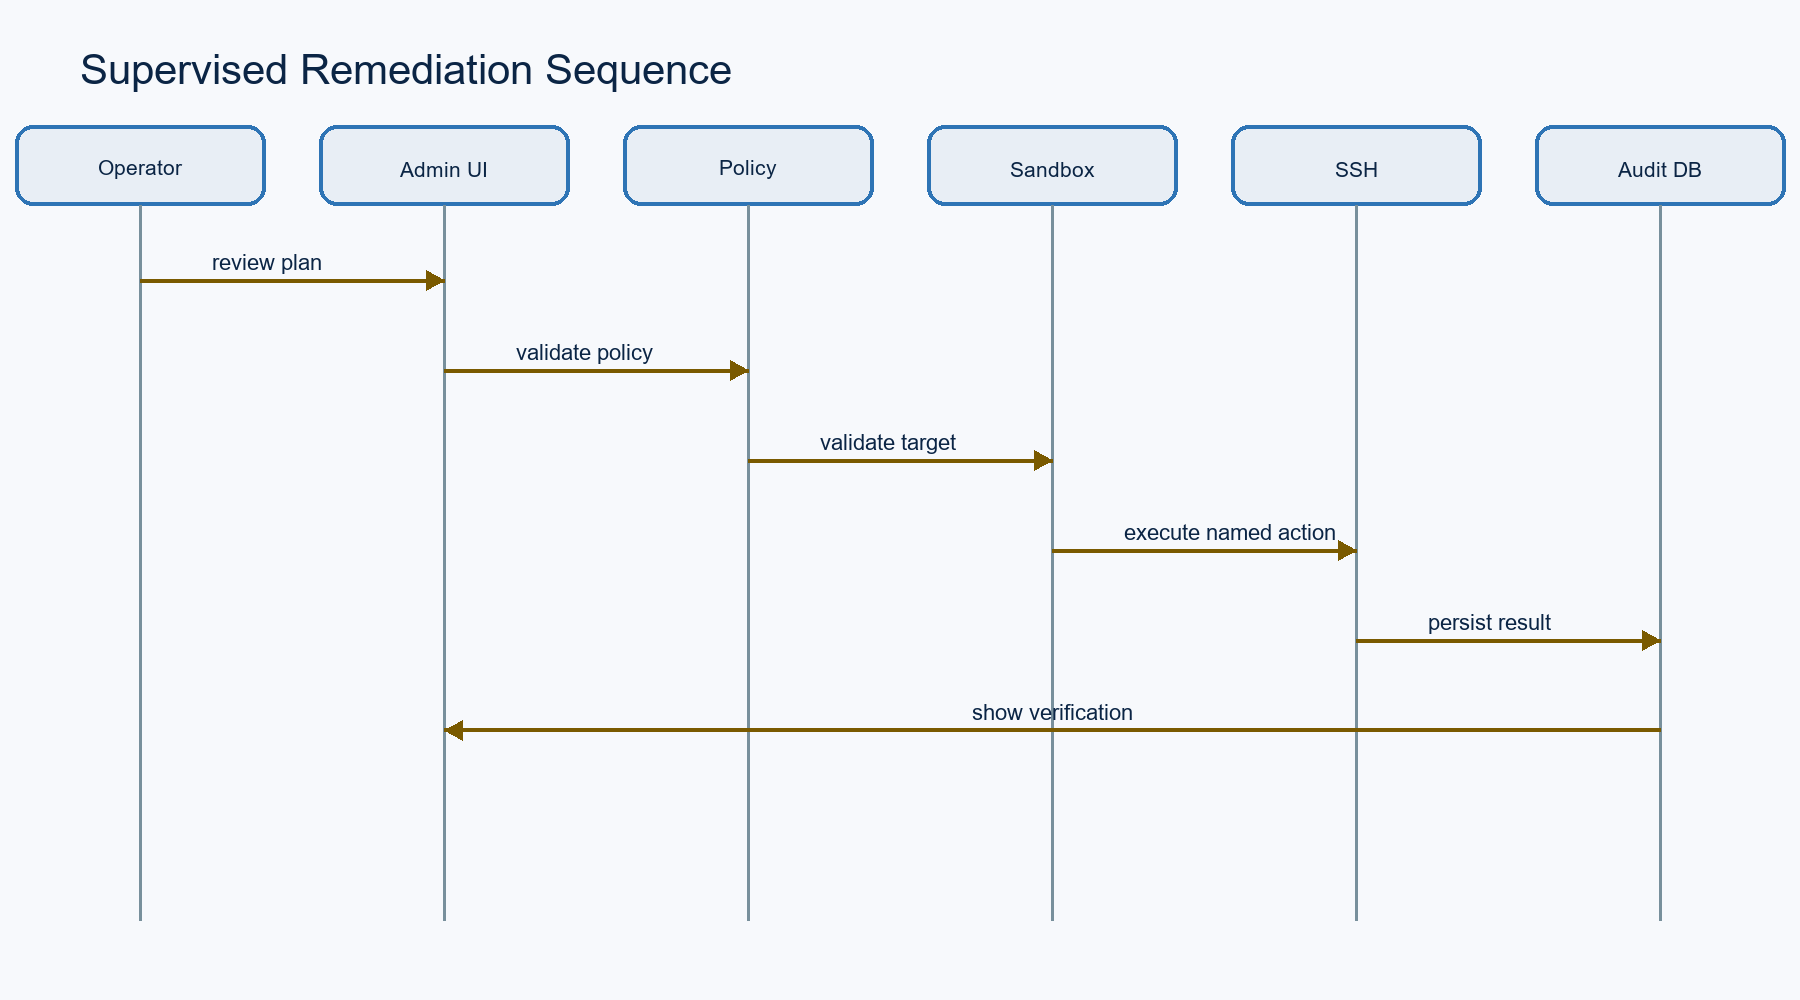 Supervised Remediation Sequence
Operator
Admin UI
Policy
Sandbox
SSH
Audit DB
review plan
validate policy
validate target
execute named action
persist result
show verification